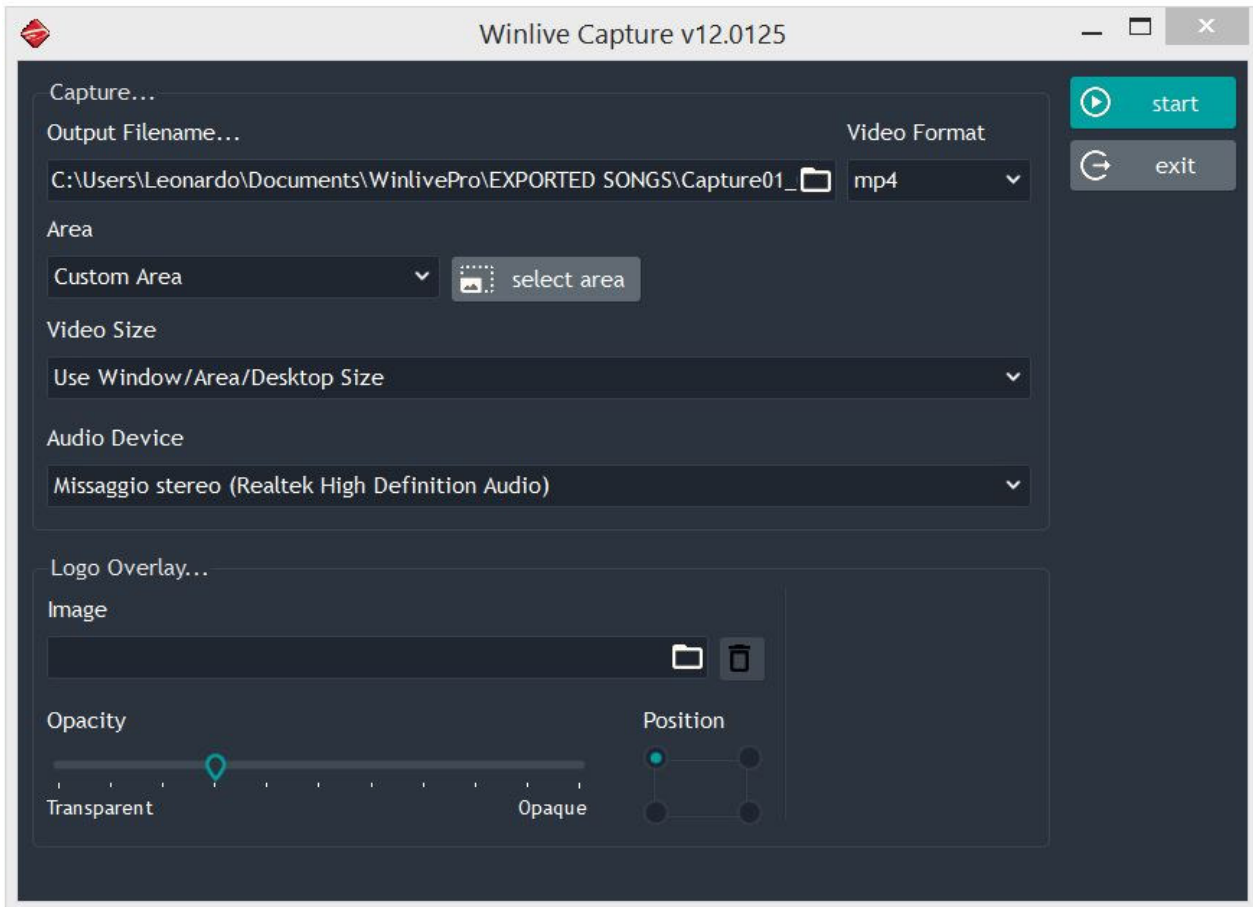 Winlive Capture v12.0125
Capture...
start
Output Filename...
Video Format
C:\Users\Leonardo\Documents\WinlivePro\EXPORTED SONGS\Capture01_
mp4
exit
Area
Custom Area
select area
Video Size
Use Window/Area/Desktop Size
Audio Device
Missaggio stereo (Realtek High Definition Audio)
Logo Overlay...
Image
Opacity
Position
Transparent
Opaque